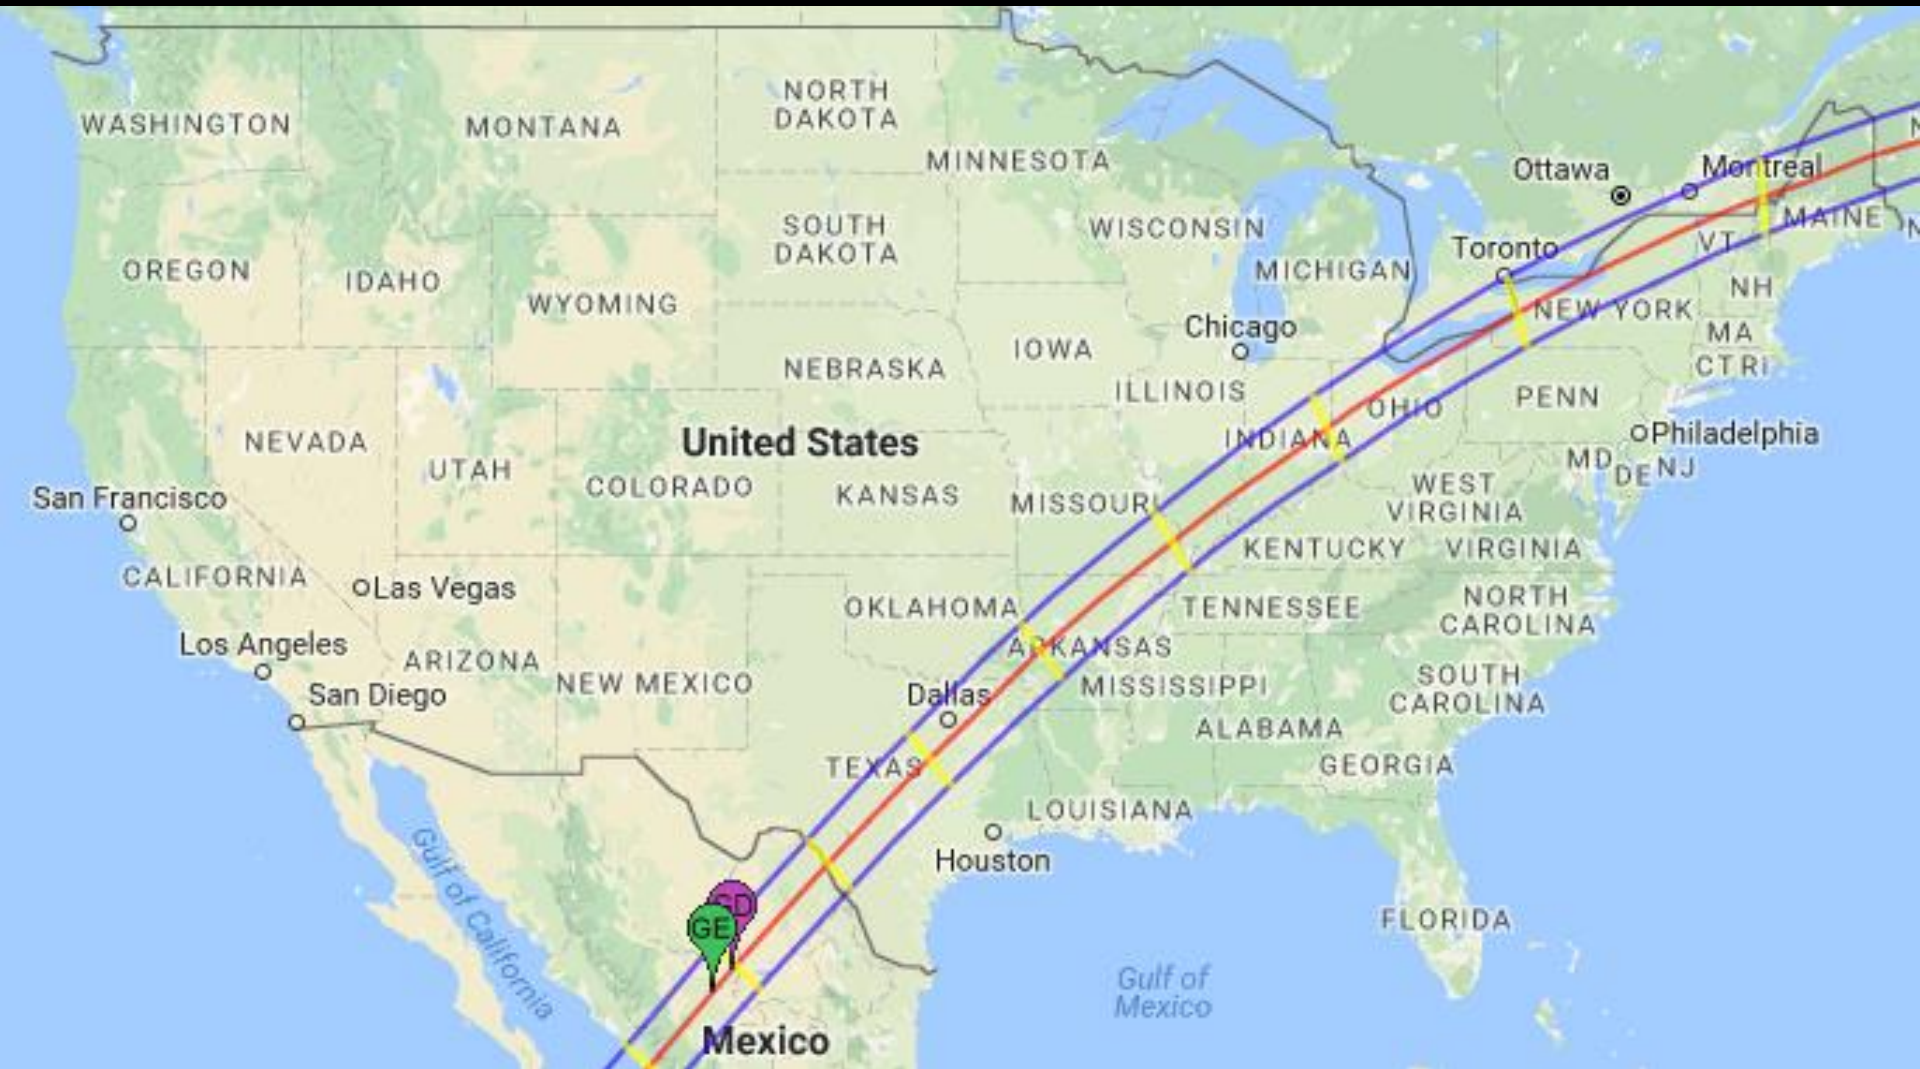 NORTH
DAKOTA
WASHINGTON
MONTANA
MINNESOTA
Ottawa
Montreal
SOUTH
DAKOTA
WISCONSIN
MAINE
VT
Toronto
OREGON
IDAHO
MICHIGAN
WYOMING
NEW YORK
NH
Chicago
MA
IOWA
NEBRASKA
CT RI
ILLINOIS
OHIO
PENN
NEVADA
United States
INDIANA
Philadelphia
UTAH
MD
DE
NJ
COLORADO
KANSAS
MISSOURI
WEST
VIRGINIA
San Francisco
KENTUCKY
VIRGINIA
CALIFORNIA
Las Vegas
OKLAHOMA
TENNESSEE
NORTH
CAROLINA
Los Angeles
ARIZONA
ARKANSAS
NEW MEXICO
San Diego
Dallas
MISSISSIPPI
SOUTH
CAROLINA
ALABAMA
TEXAS
GEORGIA
LOUISIANA
Houston
GD
GE
Gulf of California
FLORIDA
Gulf of
Mexico
Mexico